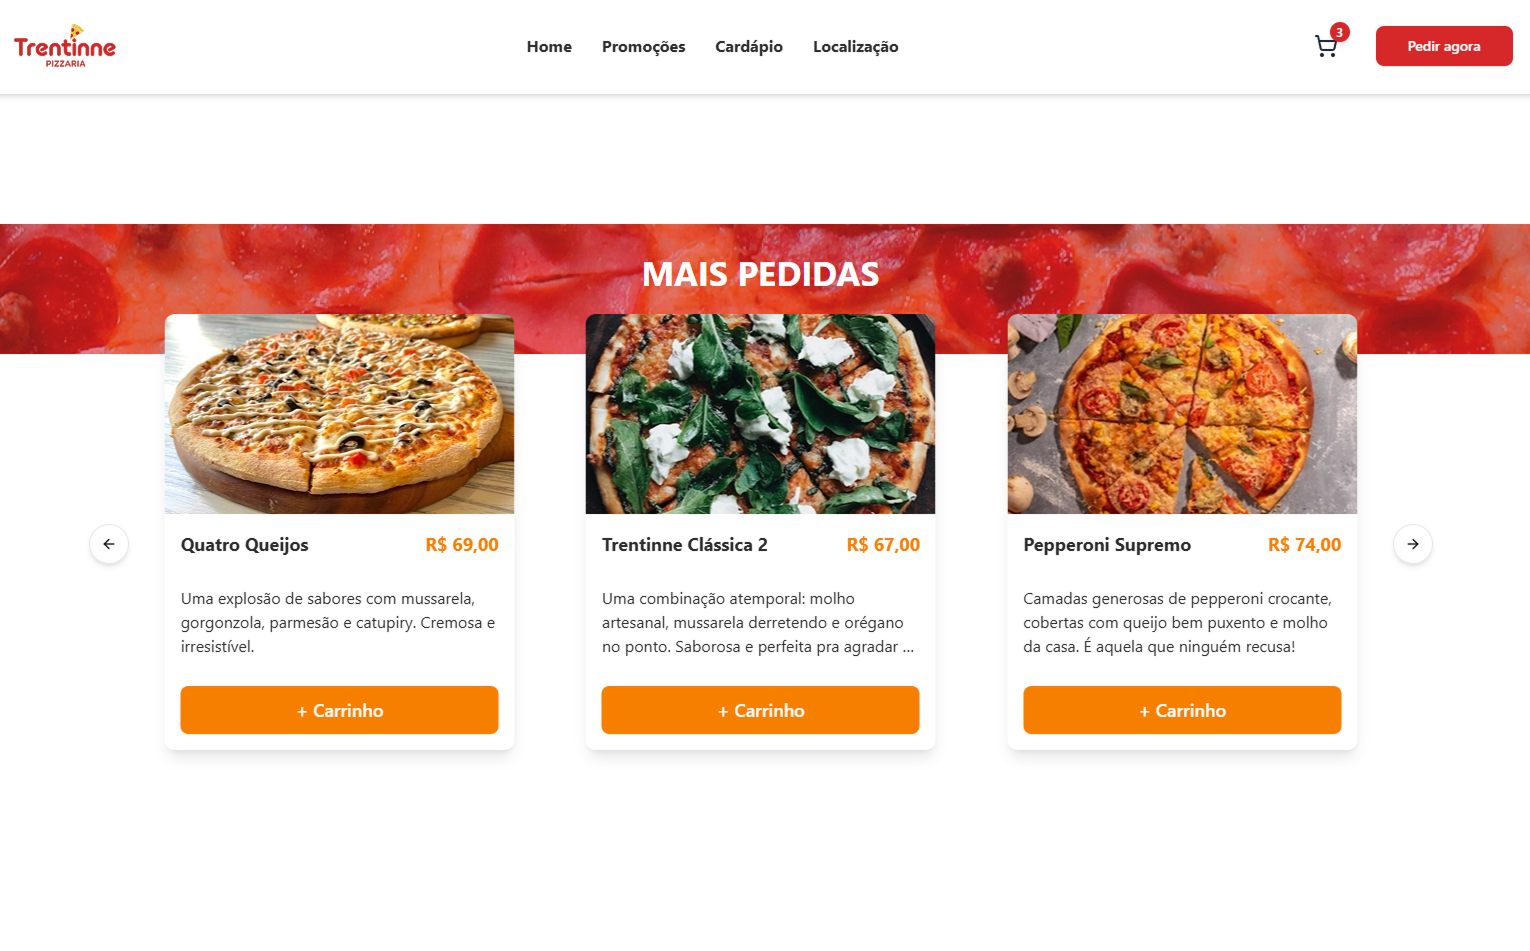 Trentinne
PIZZARIA
Home
Promoções
Cardápio
Localização
3
Pedir agora
MAIS PEDIDAS
Quatro Queijos
R$ 69,00
Uma explosão de sabores com mussarela,
gorgonzola, parmesão e catupiry. Cremosa e
irresistível.
+ Carrinho
Trentinne Clássica 2
R$ 67,00
Uma combinação atemporal: molho
artesanal, mussarela derretendo e orégano
no ponto. Saborosa e perfeita pra agradar ...
+ Carrinho
Pepperoni Supremo
R$ 74,00
Camadas generosas de pepperoni crocante,
cobertas com queijo bem puxento e molho
da casa. É aquela que ninguém recusa!
+ Carrinho